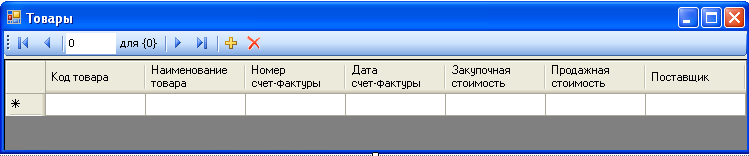 Товары
0 для {0}
Код товара
Наименование
товара
Номер
счет-фактуры
Дата
счет-фактуры
Закупочная
стоимость
Продажная
стоимость
Поставщик